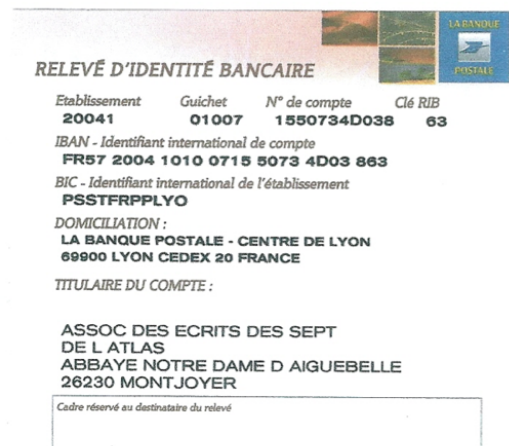 LA BANQUE
POSTALE
RELEVÉ D'IDENTITÉ BANCAIRE
Etablissement Guichet N° de compte Clé RIB
20041 01007 1550734D038 63
IBAN - Identifiant international de compte
FR57 2004 1010 0715 5073 4D03 863
BIC - Identifiant international de l'établissement
PSSTFRPPLYO
DOMICILIATION :
LA BANQUE POSTALE - CENTRE DE LYON
69900 LYON CEDEX 20 FRANCE
TITULAIRE DU COMPTE :
ASSOC DES ECRITS DES SEPT
DE L ATLAS
ABBAYE NOTRE DAME D AIGUEBELLE
26230 MONTJOYER
Cadre réservé au destinataire du relevé